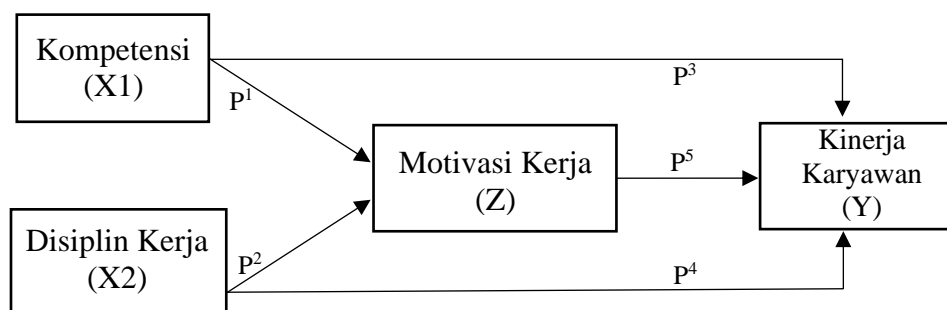 Kompetensi
(X1)
P³
P¹
Motivasi Kerja
(Z)
P⁵
Kinerja
Karyawan
(Y)
Disiplin Kerja
(X2)
P²
P⁴